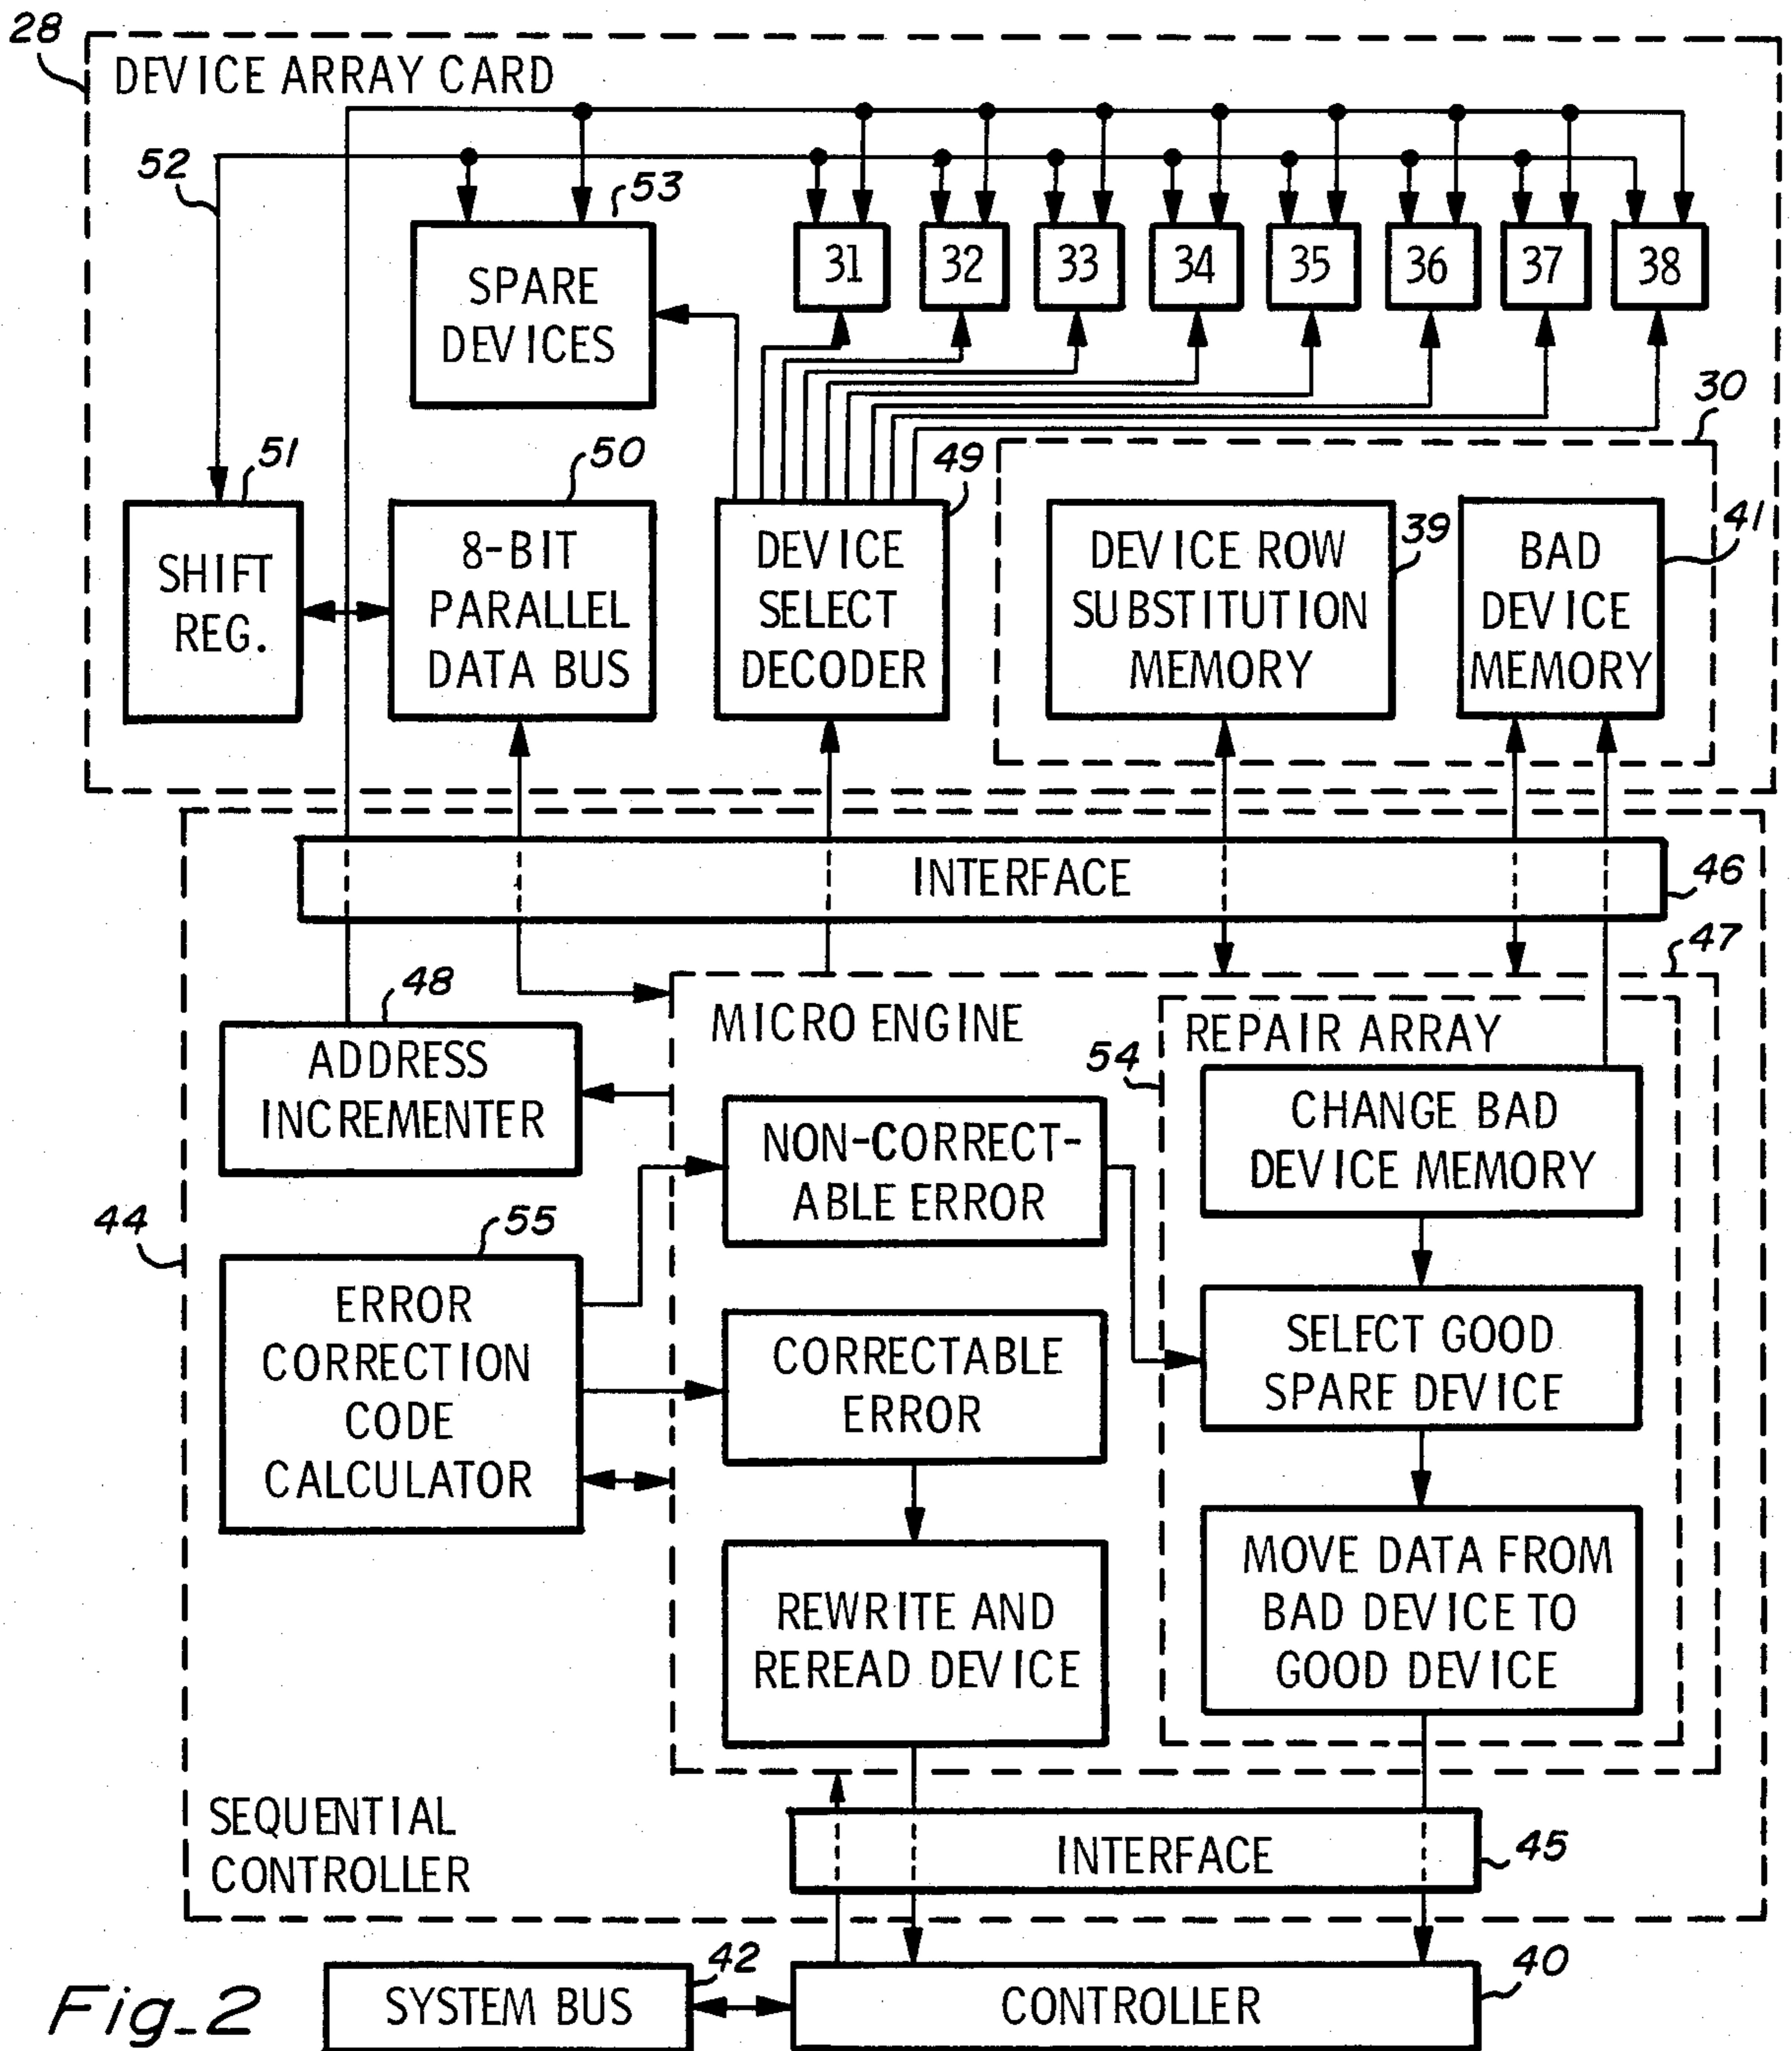 28
DEVICE ARRAY CARD
52
53
SPARE
DEVICES
31
32
33
34
35
36
37
38
30
51
SHIFT
REG.
50
8-BIT
PARALLEL
DATA BUS
49
DEVICE
SELECT
DECODER
39
DEVICE ROW
SUBSTITUTION
MEMORY
41
BAD
DEVICE
MEMORY
INTERFACE
46
47
48
ADDRESS
INCREMENTER
MICRO ENGINE
REPAIR ARRAY
54
CHANGE BAD
DEVICE MEMORY
NON-CORRECT-
ABLE ERROR
44
55
ERROR
CORRECTION
CODE
CALCULATOR
CORRECTABLE
ERROR
SELECT GOOD
SPARE DEVICE
REWRITE AND
REREAD DEVICE
MOVE DATA FROM
BAD DEVICE TO
GOOD DEVICE
SEQUENTIAL
CONTROLLER
INTERFACE
45
Fig_2
SYSTEM BUS
42
CONTROLLER
40